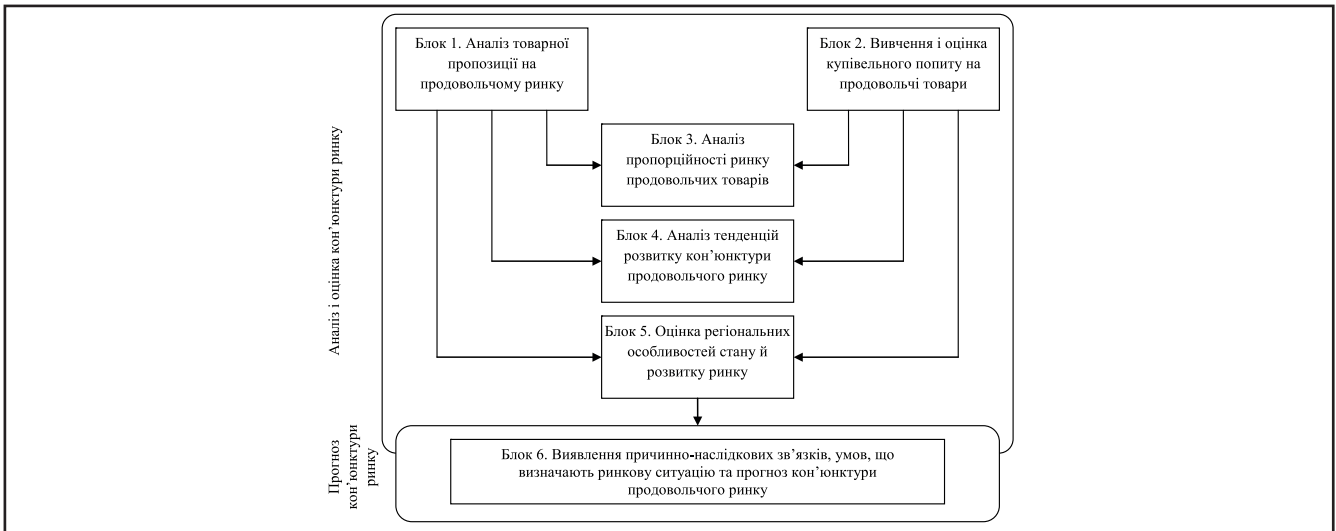 Блок 1. Аналіз товарної
пропозиції на
продовольчому ринку
Блок 2. Вивчення і оцінка
купівельного попиту на
продовольчі товари
Аналіз і оцінка кон’юнктури ринку
Блок 3. Аналіз
пропорційності ринку
продовольчих товарів
Блок 4. Аналіз тенденцій
розвитку кон’юнктури
продовольчого ринку
Блок 5. Оцінка регіональних
особливостей стану й
розвитку ринку
Прогноз
кон’юнктури
ринку
Блок 6. Виявлення причинно-наслідкових зв’язків, умов, що
визначають ринкову ситуацію та прогноз кон’юнктури
продовольчого ринку